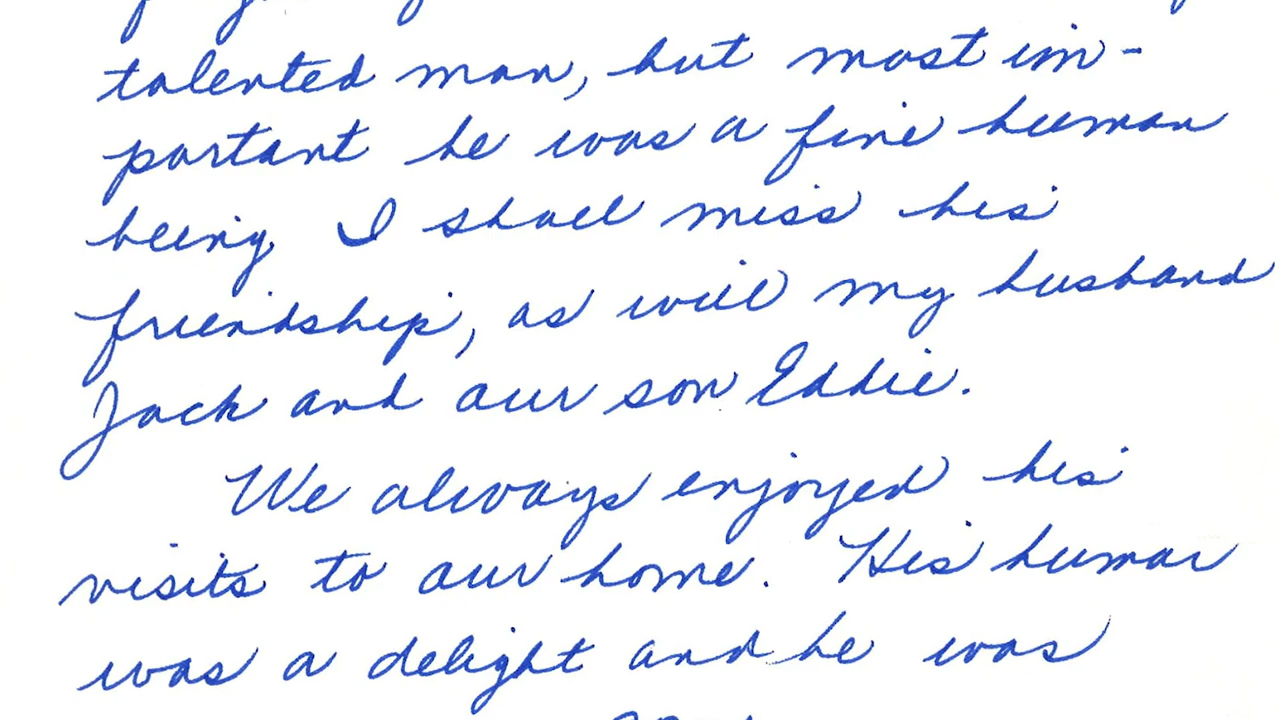 talented man, but most im-
portant he was a fine human
being. I shall miss his
friendship, as will my husband
Jack and our son Eddie.
We always enjoyed his
visits to our home. His humor
was a delight and he was